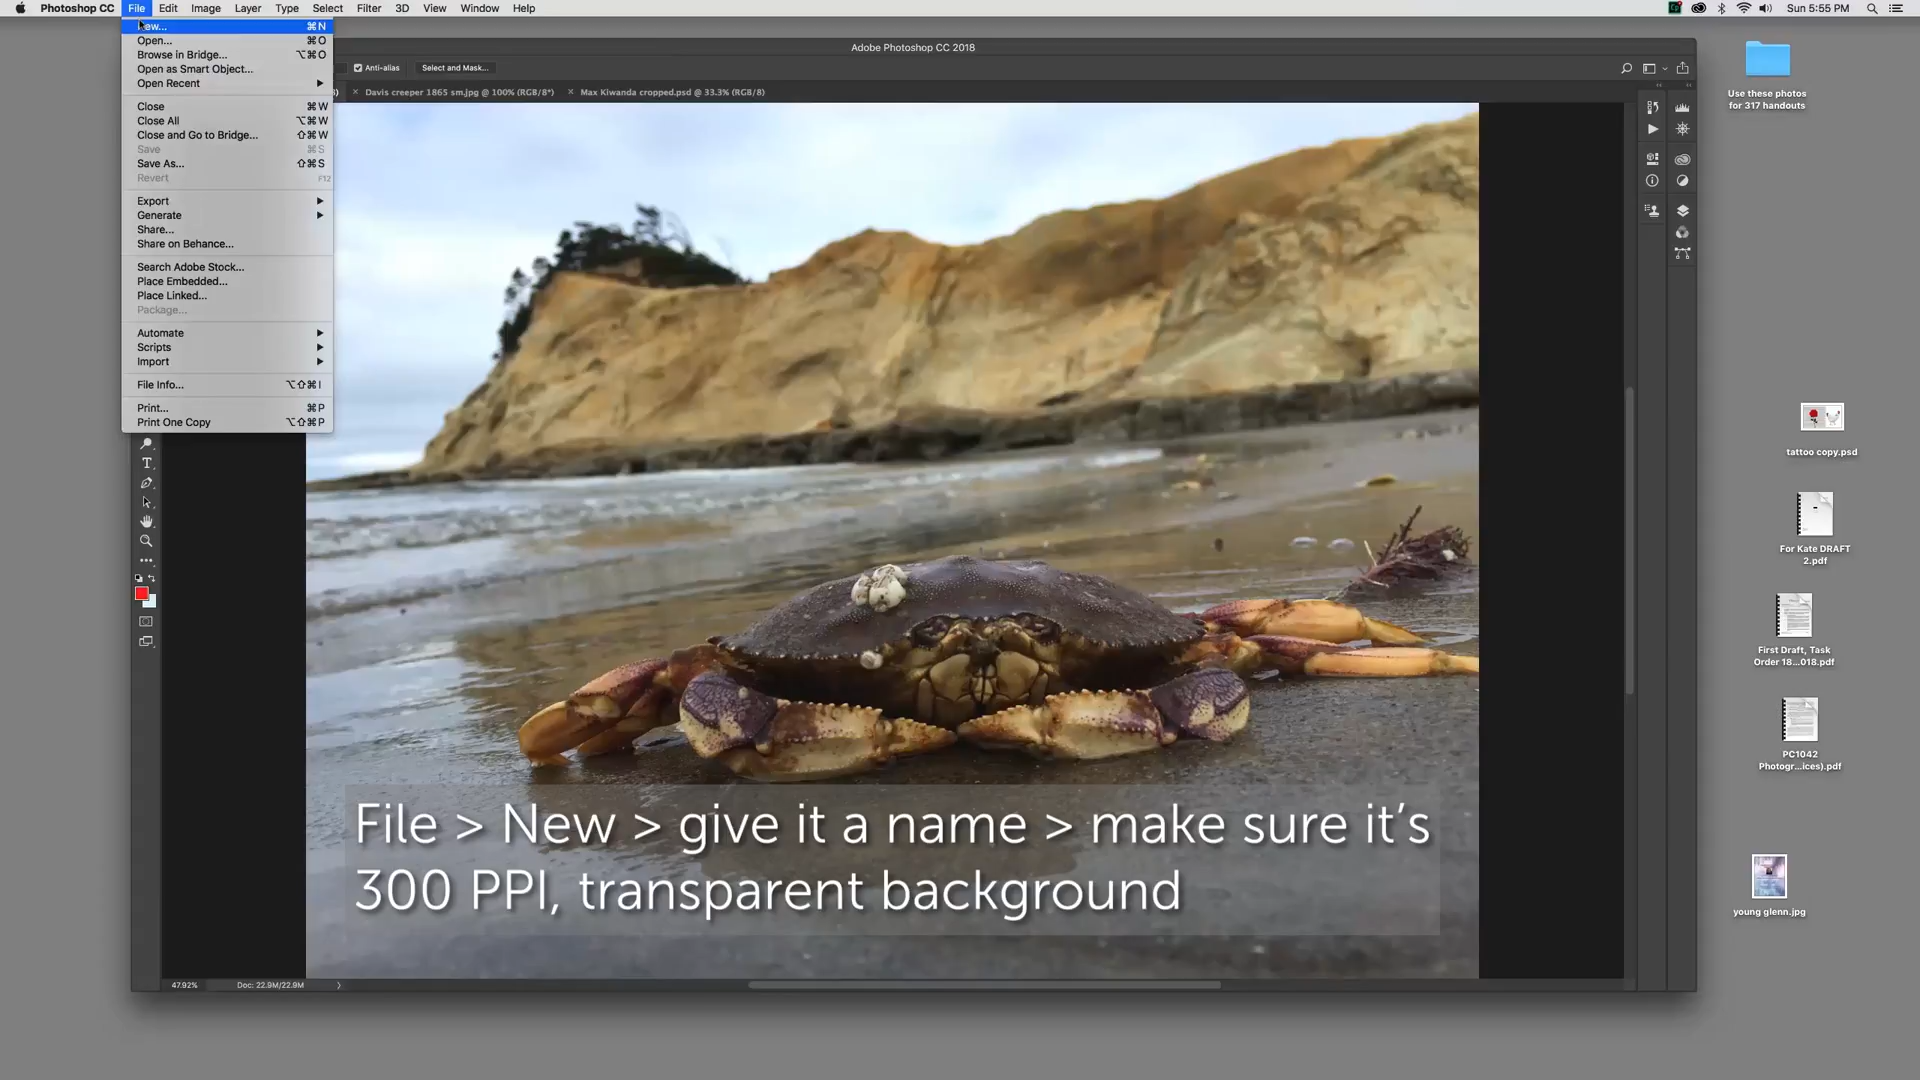 Photoshop CC File Edit Image Layer Type Select Filter 3D View Window Help Sun 5:55 PM
New... ⌘N
Open... ⌘O
Browse in Bridge... ⌥⌘O
Open as Smart Object...
Open Recent
Close ⌘W
Close All ⌥⌘W
Close and Go to Bridge... ⇧⌘W
Save ⌘S
Save As... ⇧⌘S
Revert F12
Export
Generate
Share...
Share on Behance...
Search Adobe Stock...
Place Embedded...
Place Linked...
Package...
Automate
Scripts
Import
File Info... ⌥⇧⌘I
Print... ⌘P
Print One Copy ⌥⇧⌘P
Adobe Photoshop CC 2018
Anti-alias Select and Mask...
Davis creeper 1865 sm.jpg @ 100% (RGB/8*) Max Kiwanda cropped.psd @ 33.3% (RGB/8)
File > New > give it a name > make sure it's
300 PPI, transparent background
47.92% Doc: 22.9M/22.9M
Use these photos
for 317 handouts
tattoo copy.psd
For Kate DRAFT
2.pdf
First Draft, Task
Order 18...018.pdf
PC1042
Photogr...ices).pdf
young glenn.jpg